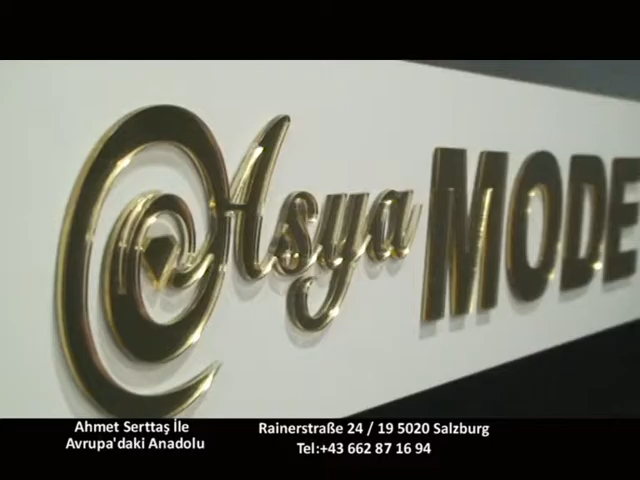 Asya MODE
Ahmet Serttaş İle
Avrupa'daki Anadolu
Rainerstraße 24 / 19 5020 Salzburg
Tel:+43 662 87 16 94